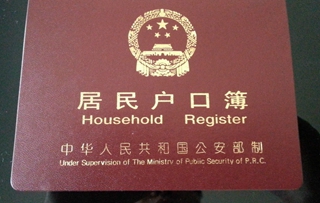 居民户口簿
Household Register
中华人民共和国公安部制
Under Supervision of The Ministry of Public Security of P.R.C.